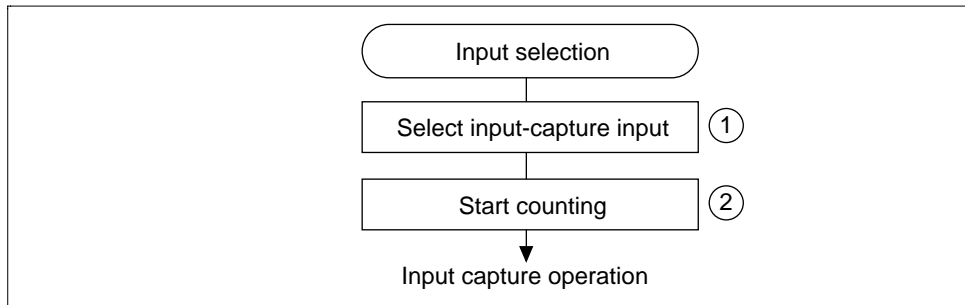 Input selection
Select input-capture input
1
Start counting
2
Input capture operation